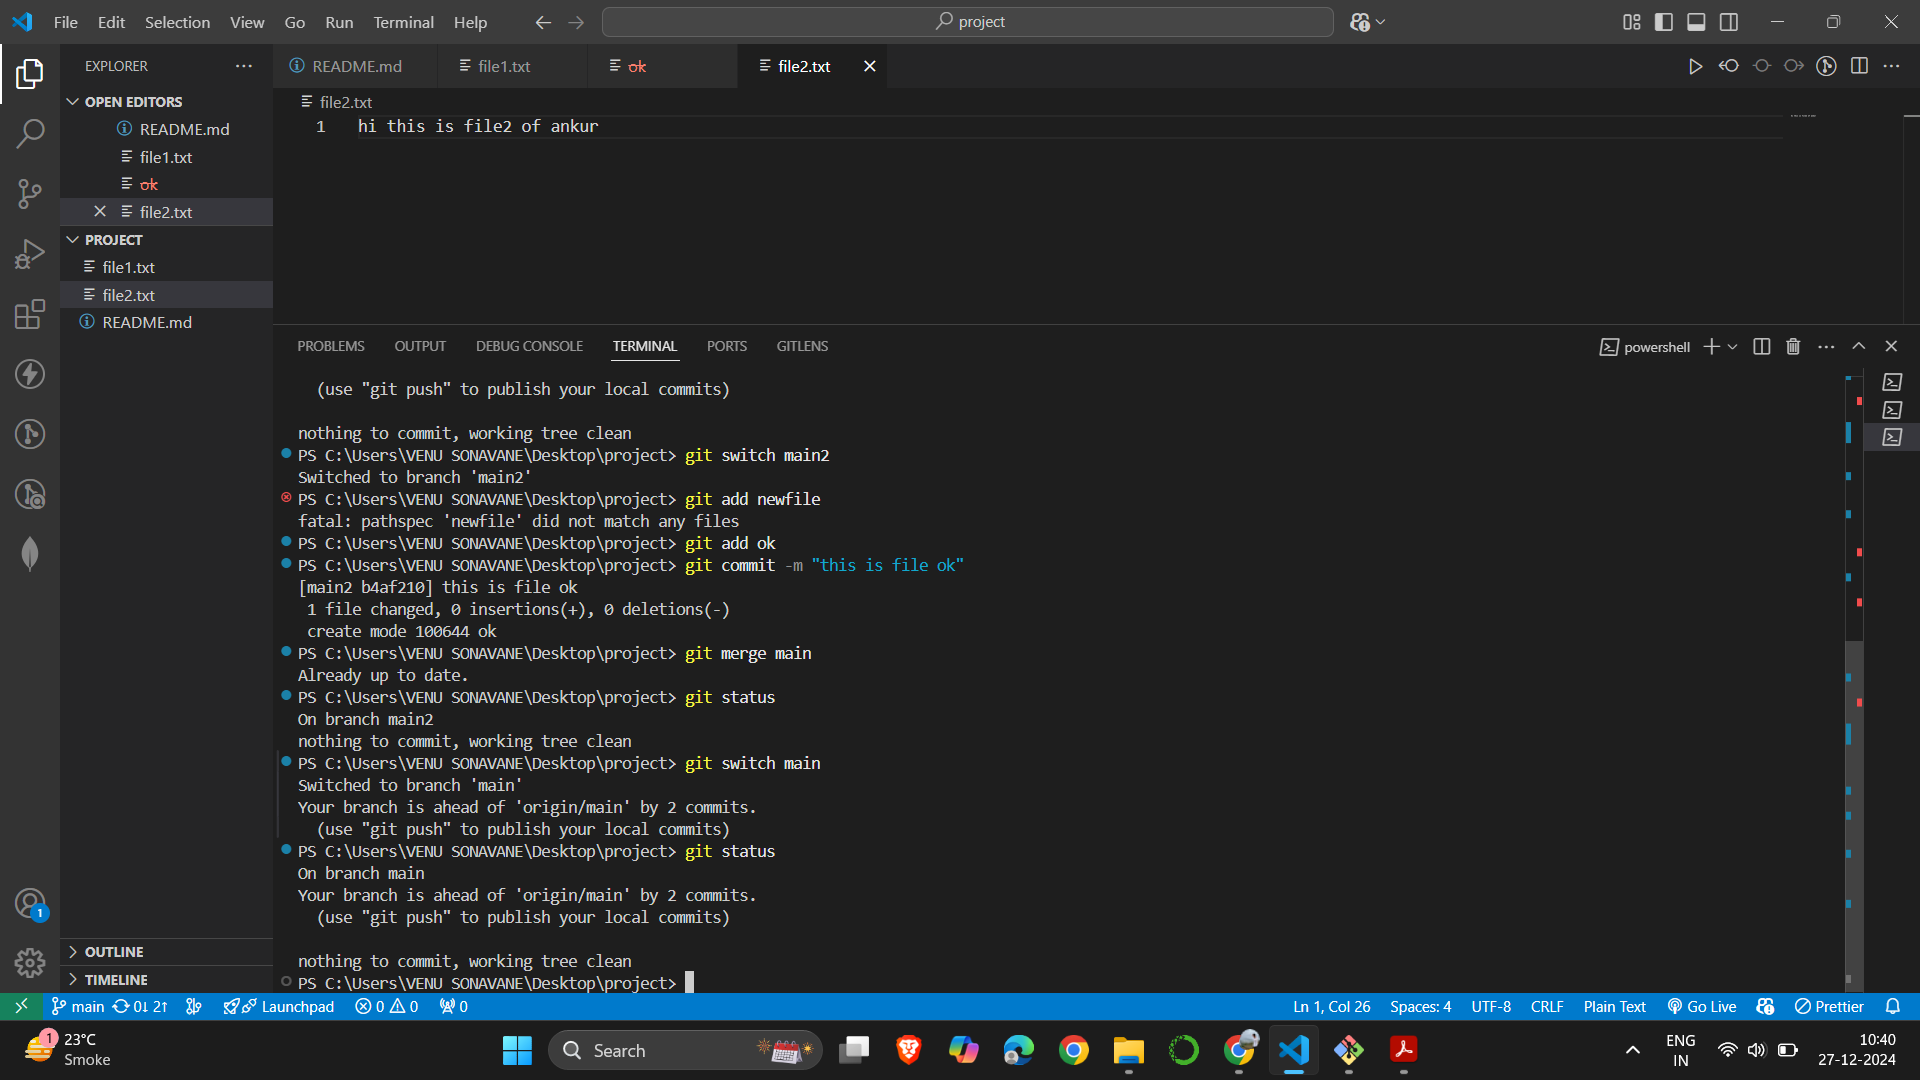 File Edit Selection View Go Run Terminal Help
project
EXPLORER
README.md
file1.txt
ok
file2.txt
OPEN EDITORS
README.md
file1.txt
ok
file2.txt
PROJECT
file1.txt
file2.txt
README.md
file2.txt
1 hi this is file2 of ankur
PROBLEMS OUTPUT DEBUG CONSOLE TERMINAL PORTS GITLENS
powershell
(use "git push" to publish your local commits)
nothing to commit, working tree clean
PS C:\Users\VENU SONAVANE\Desktop\project> git switch main2
Switched to branch 'main2'
PS C:\Users\VENU SONAVANE\Desktop\project> git add newfile
fatal: pathspec 'newfile' did not match any files
PS C:\Users\VENU SONAVANE\Desktop\project> git add ok
PS C:\Users\VENU SONAVANE\Desktop\project> git commit -m "this is file ok"
[main2 b4af210] this is file ok
1 file changed, 0 insertions(+), 0 deletions(-)
create mode 100644 ok
PS C:\Users\VENU SONAVANE\Desktop\project> git merge main
Already up to date.
PS C:\Users\VENU SONAVANE\Desktop\project> git status
On branch main2
nothing to commit, working tree clean
PS C:\Users\VENU SONAVANE\Desktop\project> git switch main
Switched to branch 'main'
Your branch is ahead of 'origin/main' by 2 commits.
(use "git push" to publish your local commits)
PS C:\Users\VENU SONAVANE\Desktop\project> git status
On branch main
Your branch is ahead of 'origin/main' by 2 commits.
(use "git push" to publish your local commits)
nothing to commit, working tree clean
PS C:\Users\VENU SONAVANE\Desktop\project>
1
OUTLINE
TIMELINE
main 0↓ 2↑ Launchpad 0 0 0
Ln 1, Col 26 Spaces: 4 UTF-8 CRLF Plain Text Go Live Prettier
1
23°C
Smoke
Search
ENG
IN
10:40
27-12-2024